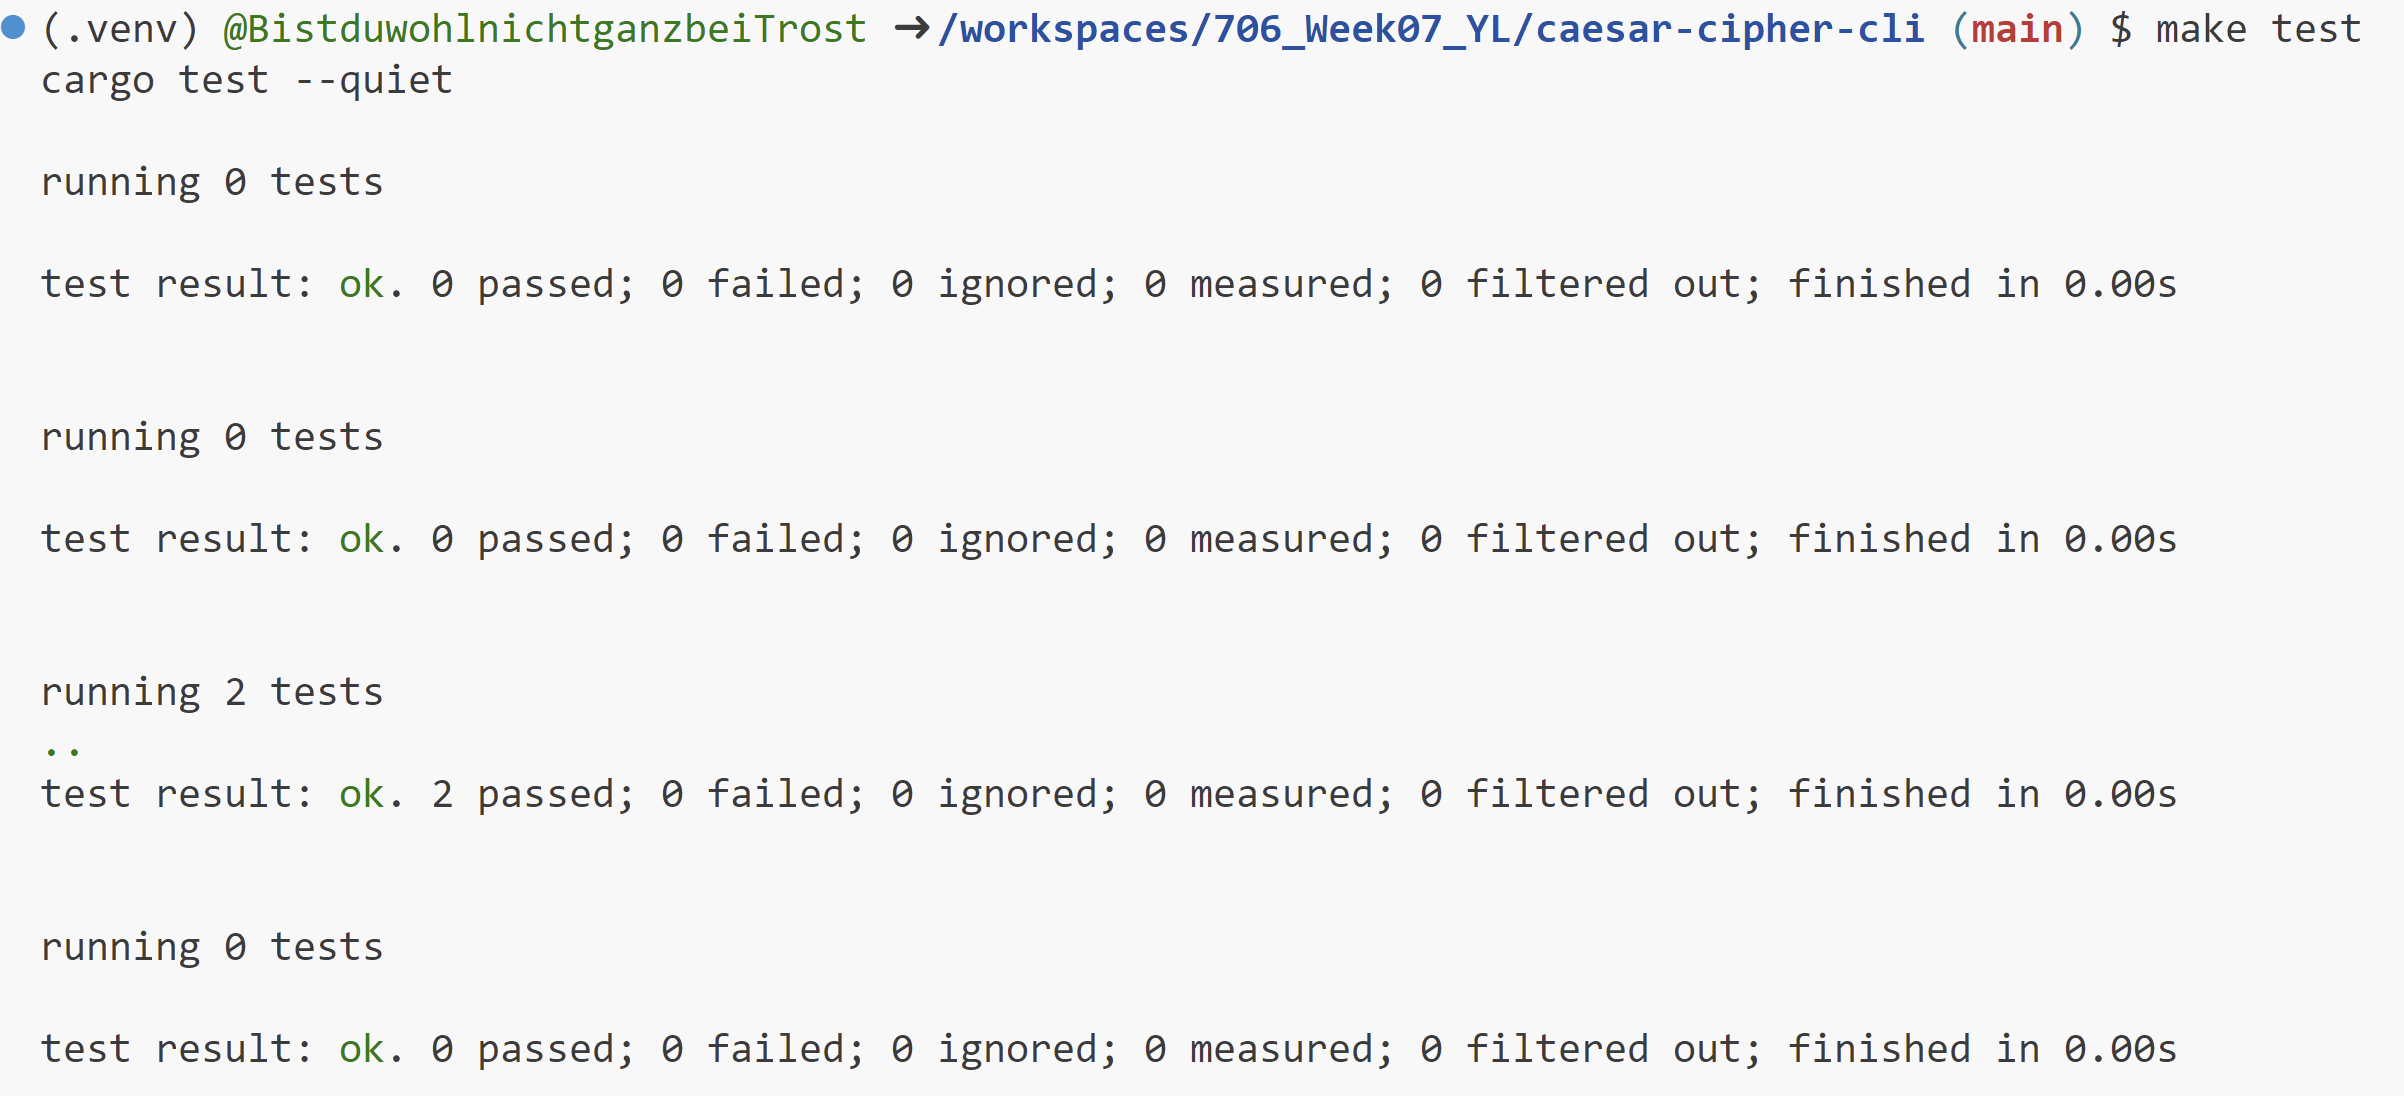 (.venv) @BistduwohlnichtganzbeiTrost ➜ /workspaces/706_Week07_YL/caesar-cipher-cli (main) $ make test
cargo test --quiet
running 0 tests
test result: ok. 0 passed; 0 failed; 0 ignored; 0 measured; 0 filtered out; finished in 0.00s
running 0 tests
test result: ok. 0 passed; 0 failed; 0 ignored; 0 measured; 0 filtered out; finished in 0.00s
running 2 tests
..
test result: ok. 2 passed; 0 failed; 0 ignored; 0 measured; 0 filtered out; finished in 0.00s
running 0 tests
test result: ok. 0 passed; 0 failed; 0 ignored; 0 measured; 0 filtered out; finished in 0.00s